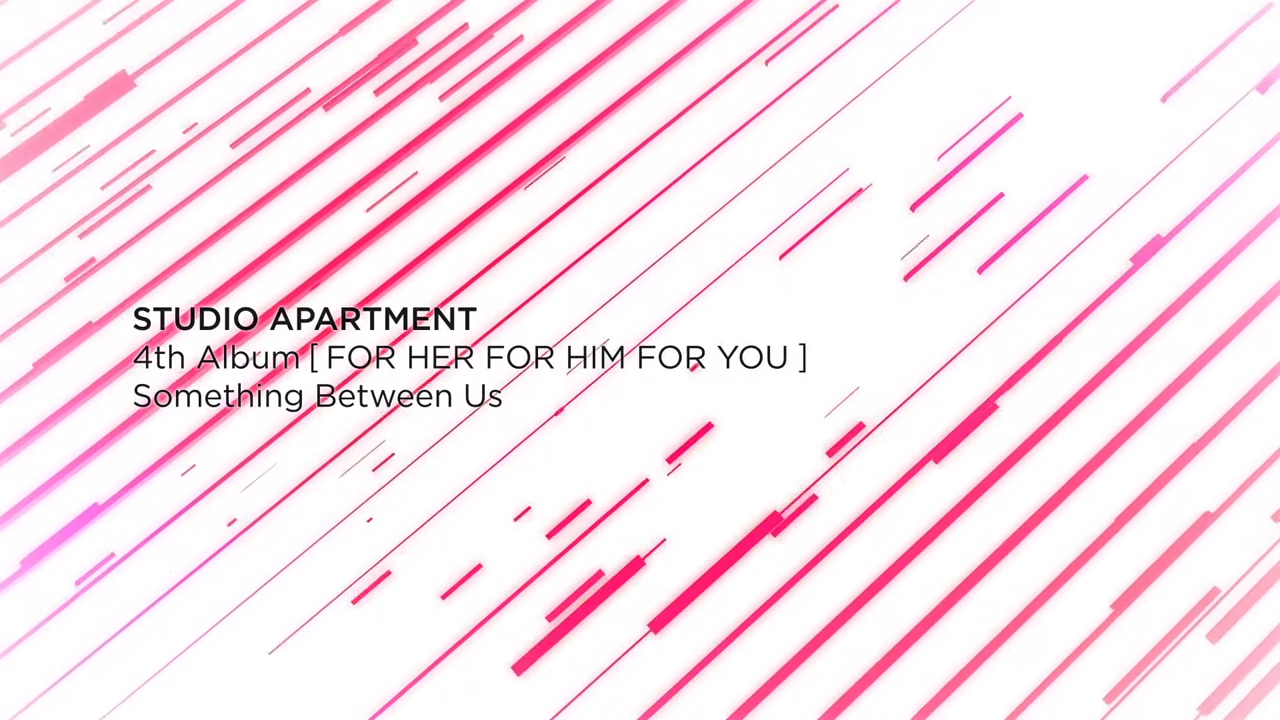 STUDIO APARTMENT
4th Album [ FOR HER FOR HIM FOR YOU ]
Something Between Us